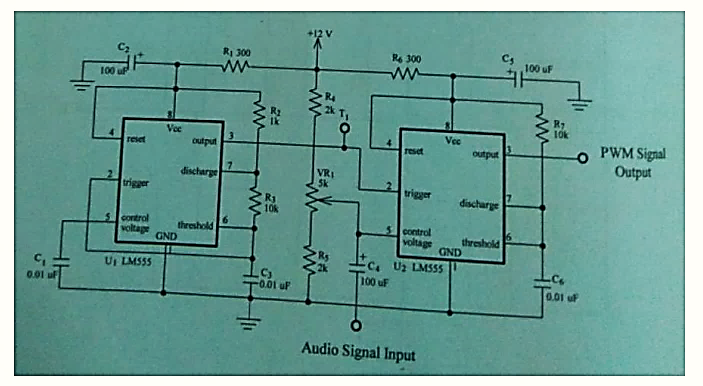 +12 V
C2
+
100 uF
R1 300
R6 300
C5
+
100 uF
R2
1k
R4
2k
T1
R7
10k
8
Vcc
4
reset
output
3
discharge
7
2
trigger
5
control
voltage
threshold
6
GND
1
U1 LM555
C1
0.01 uF
R3
10k
C3
0.01 uF
VR1
5k
R5
2k
+
C4
100 uF
8
Vcc
4
reset
output
3
2
trigger
discharge
7
5
control
voltage
threshold
6
GND
1
U2 LM555
C6
0.01 uF
PWM Signal
Output
Audio Signal Input